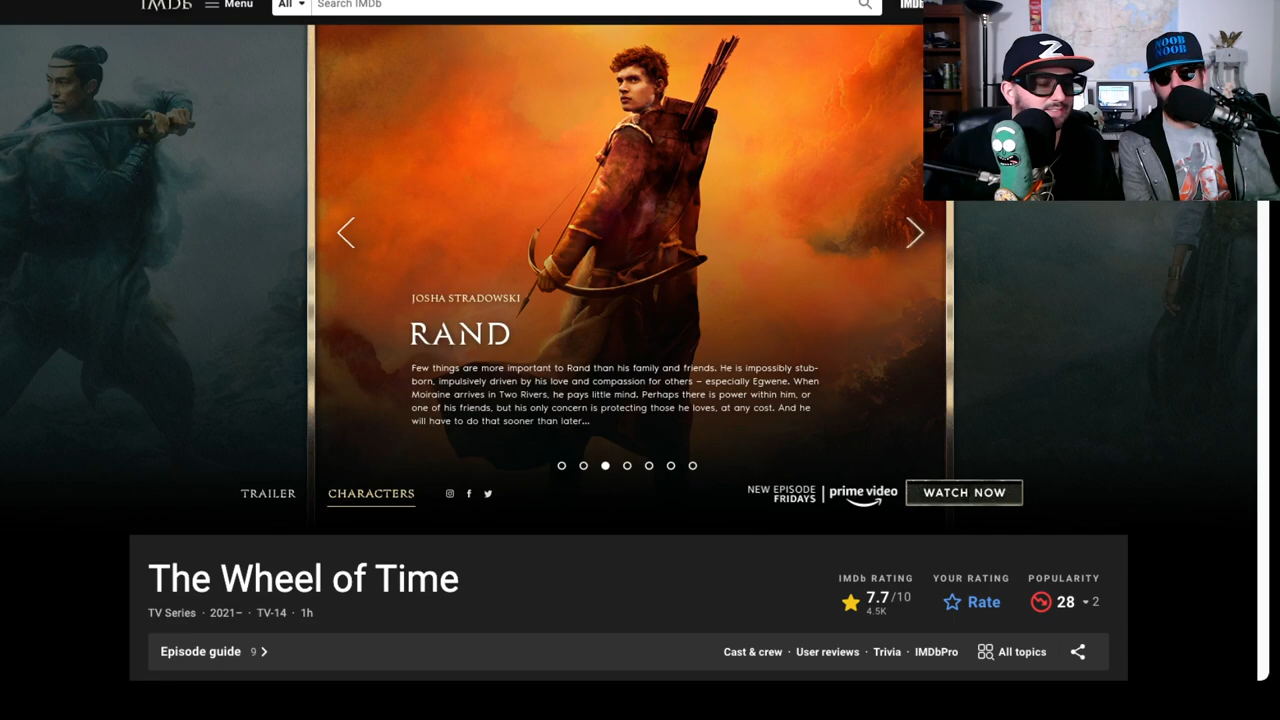 IMDb Menu All Search IMDb IMDb
NOOB
NOOB
JOSHA STRADOWSKI
RAND
Few things are more important to Rand than his family and friends. He is impossibly stub-
born, impulsively driven by his love and compassion for others – especially Egwene. When
Moiraine arrives in Two Rivers, he pays little mind. Perhaps there is power within him, or
one of his friends, but his only concern is protecting those he loves, at any cost. And he
will have to do that sooner than later...
TRAILER CHARACTERS
NEW EPISODE
FRIDAYS
prime video
WATCH NOW
The Wheel of Time
TV Series · 2021– · TV-14 · 1h
IMDb RATING
7.7/10
4.5K
YOUR RATING
Rate
POPULARITY
28 2
Episode guide 9
Cast & crew · User reviews · Trivia · IMDbPro All topics